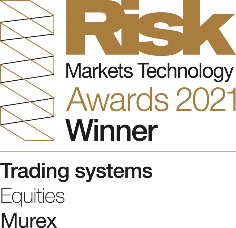 Risk
Markets Technology
Awards 2021
Winner
Trading systems
Equities
Murex